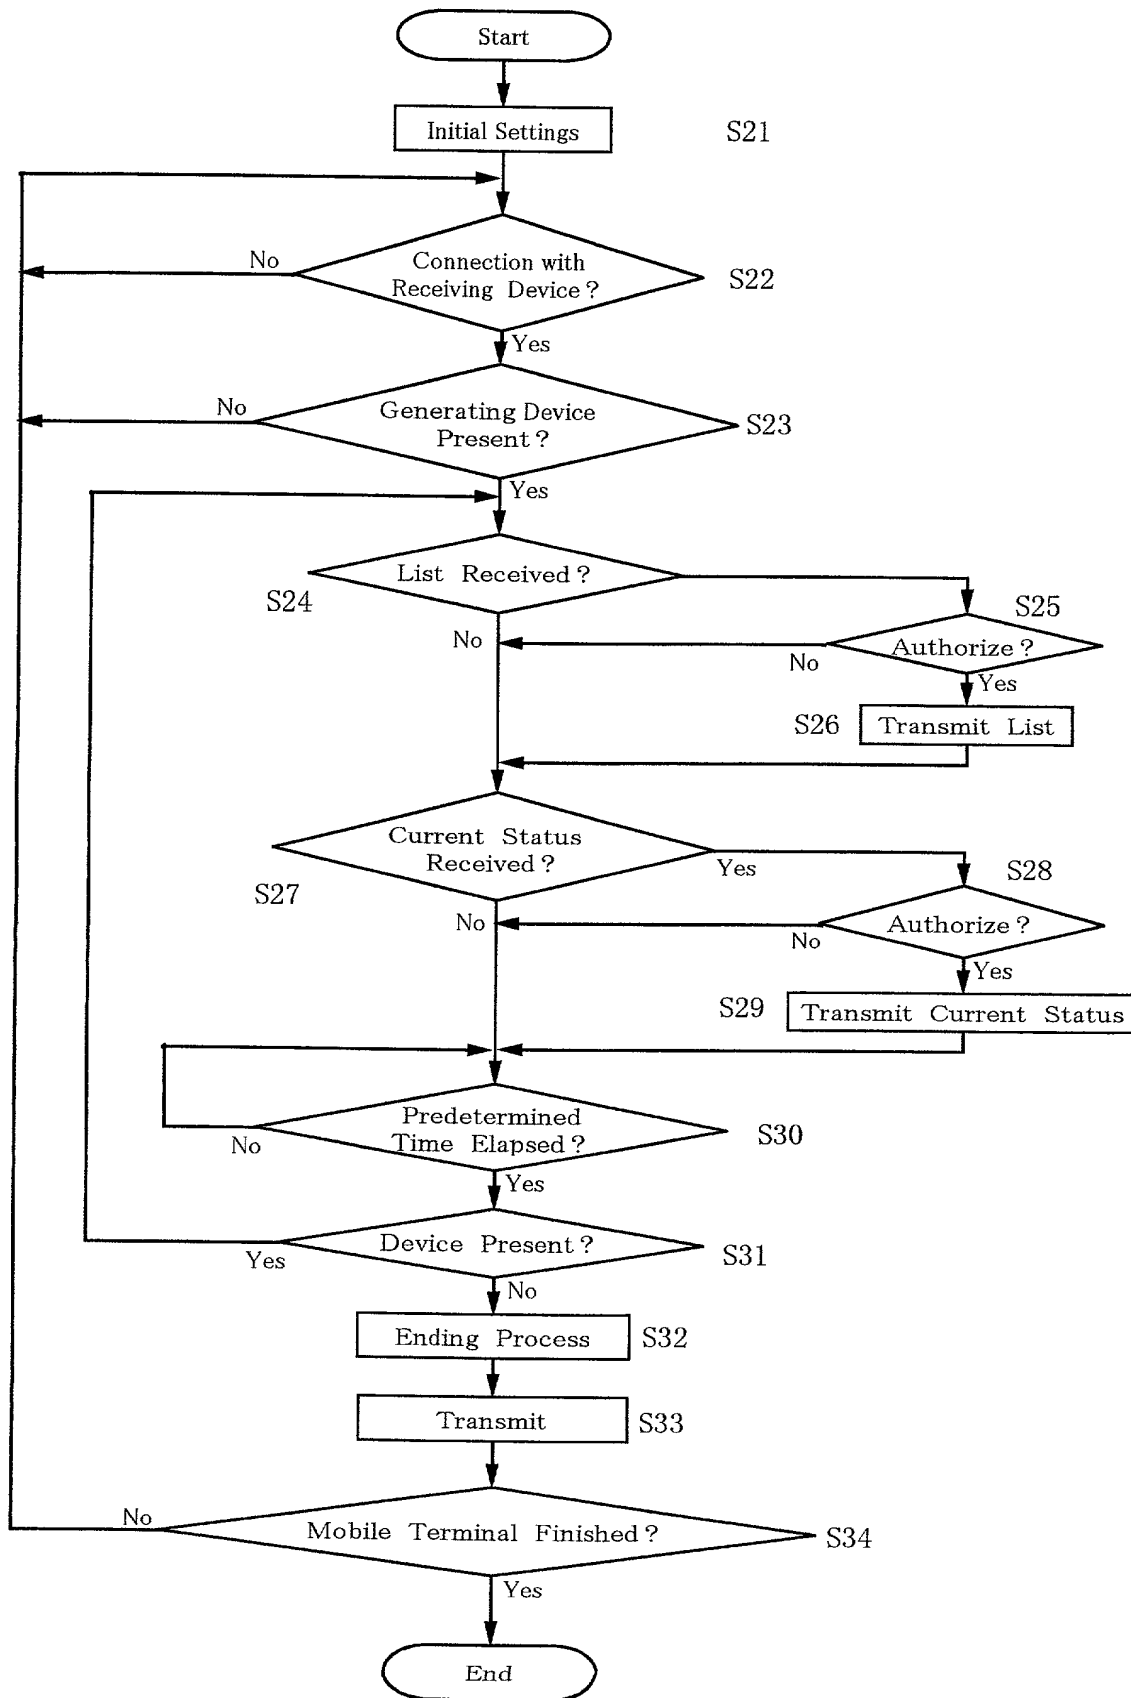 Start
Initial Settings
S21
No
Connection with
Receiving Device?
S22
Yes
No
Generating Device
Present?
S23
Yes
List Received?
S24
S25
No
Authorize?
No
Yes
S26
Transmit List
Current Status
Received?
Yes
S27
S28
No
Authorize?
No
Yes
S29
Transmit Current Status
Predetermined
Time Elapsed?
S30
No
Yes
Device Present?
S31
Yes
No
Ending Process
S32
Transmit
S33
No
Mobile Terminal Finished?
S34
Yes
End